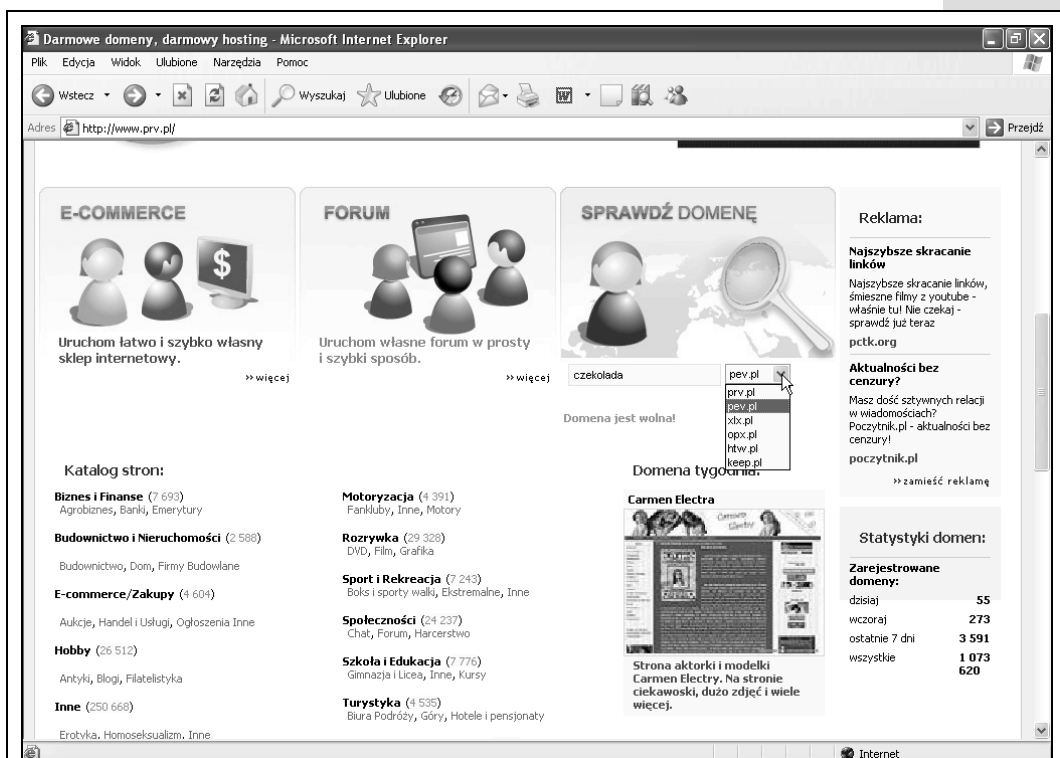 Darmowe domeny, darmowy hosting - Microsoft Internet Explorer
Plik Edycja Widok Ulubione Narzędzia Pomoc
Wstecz Wyszukaj Ulubione
Adres http://www.prv.pl/ Przejdź
E-COMMERCE
Uruchom łatwo i szybko własny
sklep internetowy.
›› więcej
FORUM
Uruchom własne forum w prosty
i szybki sposób.
›› więcej
SPRAWDŹ DOMENĘ
czekolada pev.pl
prv.pl
pev.pl
xlx.pl
opx.pl
htw.pl
keep.pl
Domena jest wolna!
Reklama:
Najszybsze skracanie
linków
Najszybsze skracanie linków,
śmieszne filmy z youtube -
właśnie tu! Nie czekaj -
sprawdź już teraz
pctk.org
Aktualności bez
cenzury?
Masz dość sztywnych relacji
w wiadomościach?
Poczytnik.pl - aktualności bez
cenzury!
poczytnik.pl
›› zamieść reklamę
Katalog stron:
Biznes i Finanse (7 693)
Agrobiznes, Banki, Emerytury
Budownictwo i Nieruchomości (2 588)
Budownictwo, Dom, Firmy Budowlane
E-commerce/Zakupy (4 604)
Aukcje, Handel i Usługi, Ogłoszenia Inne
Hobby (26 512)
Antyki, Blogi, Filatelistyka
Inne (250 668)
Erotyka, Homoseksualizm, Inne
Motoryzacja (4 391)
Fankluby, Inne, Motory
Rozrywka (29 328)
DVD, Film, Grafika
Sport i Rekreacja (7 243)
Boks i sporty walki, Ekstremalne, Inne
Społeczności (24 237)
Chat, Forum, Harcerstwo
Szkoła i Edukacja (7 776)
Gimnazja i Licea, Inne, Kursy
Turystyka (4 535)
Biura Podróży, Góry, Hotele i pensjonaty
Domena tygodnia:
Carmen Electra
Strona aktorki i modelki
Carmen Electry. Na stronie
ciekawoski, dużo zdjęć i wiele
więcej.
Statystyki domen:
Zarejestrowane
domeny:
dzisiaj 55
wczoraj 273
ostatnie 7 dni 3 591
wszystkie 1 073
620
Internet